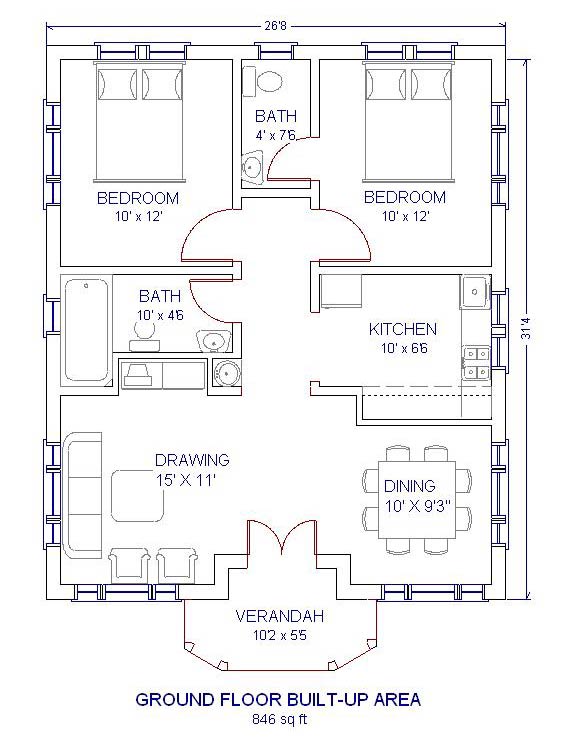 26'8
BATH
4' x 7'6
BEDROOM
10' x 12'
BEDROOM
10' x 12'
BATH
10' x 4'6
KITCHEN
10' x 6'6
31'4
DRAWING
15' X 11'
DINING
10' X 9'3"
VERANDAH
10'2 x 5'5
GROUND FLOOR BUILT-UP AREA
846 sq ft